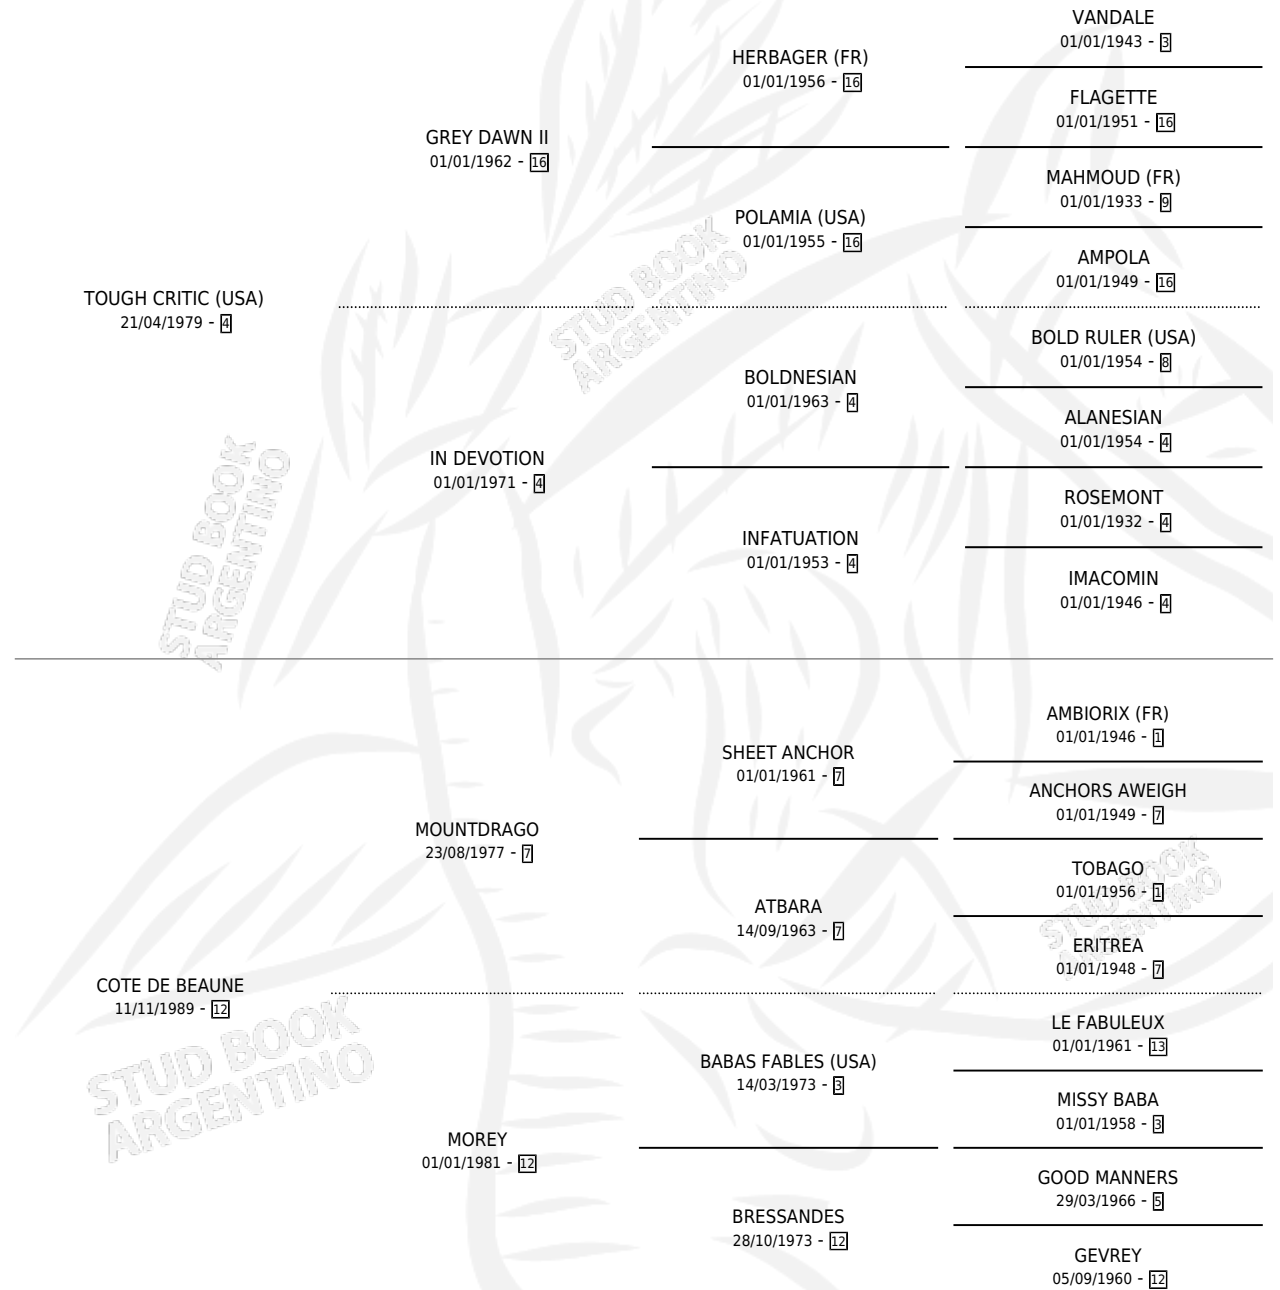 VANDALE
01/01/1943 - 3
HERBAGER (FR)
01/01/1956 - 16
FLAGETTE
01/01/1951 - 16
GREY DAWN II
01/01/1962 - 16
MAHMOUD (FR)
01/01/1933 - 9
POLAMIA (USA)
01/01/1955 - 16
AMPOLA
01/01/1949 - 16
TOUGH CRITIC (USA)
21/04/1979 - 4
BOLD RULER (USA)
01/01/1954 - 8
BOLDNESIAN
01/01/1963 - 4
ALANESIAN
01/01/1954 - 4
IN DEVOTION
01/01/1971 - 4
ROSEMONT
01/01/1932 - 4
INFATUATION
01/01/1953 - 4
IMACOMIN
01/01/1946 - 4
STUD BOOK
ARGENTINO
STUD BOOK
ARGENTINO
AMBIORIX (FR)
01/01/1946 - 1
SHEET ANCHOR
01/01/1961 - 7
ANCHORS AWEIGH
01/01/1949 - 7
MOUNTDRAGO
23/08/1977 - 7
TOBAGO
01/01/1956 - 1
ATBARA
14/09/1963 - 7
ERITREA
01/01/1948 - 7
STUD BOOK
ARGENTINO
COTE DE BEAUNE
11/11/1989 - 12
LE FABULEUX
01/01/1961 - 13
BABAS FABLES (USA)
14/03/1973 - 3
MISSY BABA
01/01/1958 - 3
STUD BOOK
ARGENTINO
MOREY
01/01/1981 - 12
GOOD MANNERS
29/03/1966 - 5
BRESSANDES
28/10/1973 - 12
GEVREY
05/09/1960 - 12